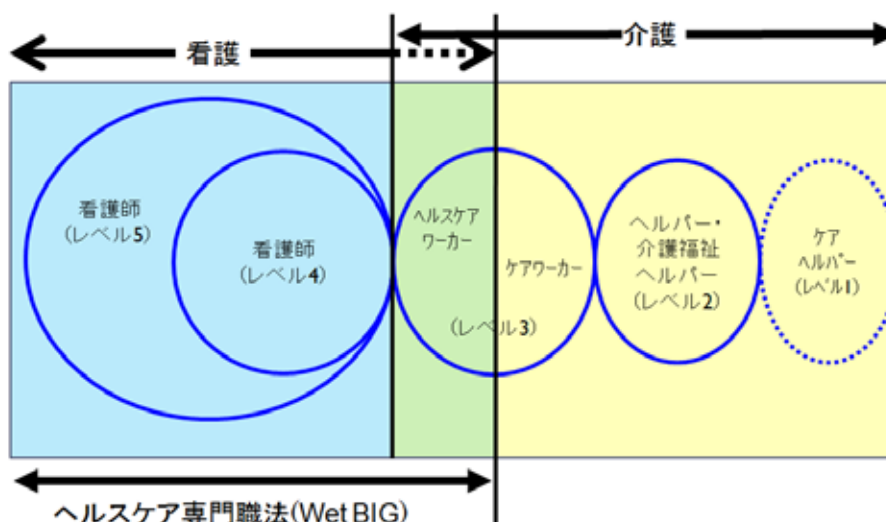 看護
介護
看護師
(レベル5)
看護師
(レベル4)
ヘルスケア
ワーカー
ケアワーカー
(レベル3)
ヘルパー・
介護福祉
ヘルパー
(レベル2)
ケア
ヘルパー
(レベル1)
ヘルスケア専門職法(Wet BIG)